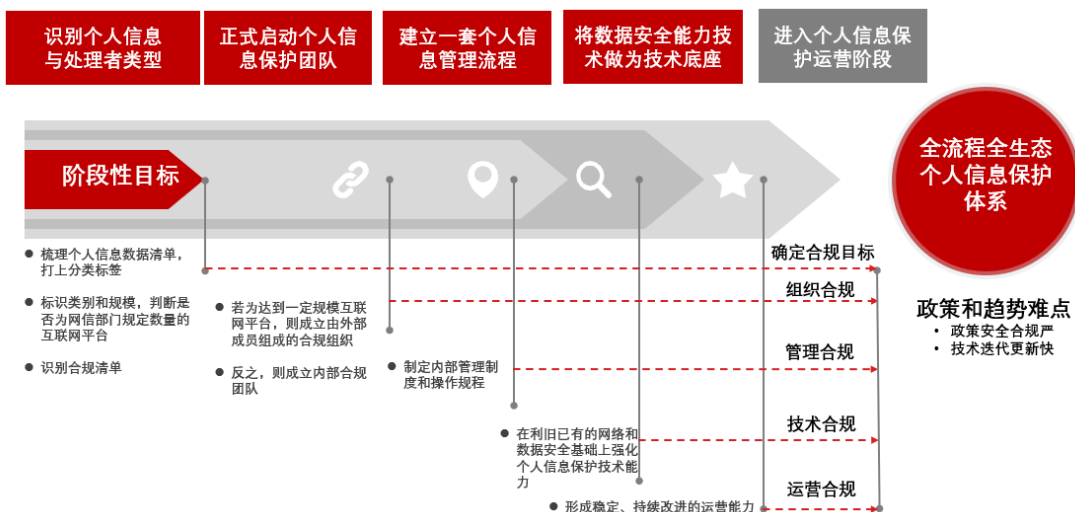 识别个人信息
与处理者类型
正式启动个人信
息保护团队
建立一套个人信
息管理流程
将数据安全能力技
术做为技术底座
进入个人信息保
护运营阶段
阶段性目标
全流程全生态
个人信息保护
体系
梳理个人信息数据清单，
打上分类标签
标识类别和规模，判断是
否为网信部门规定数量的
互联网平台
识别合规清单
若为达到一定规模互联
网平台，则成立由外部
成员组成的合规组织
反之，则成立内部合规
团队
制定内部管理制
度和操作规程
在利旧已有的网络和
数据安全基础上强化
个人信息保护技术能
力
形成稳定、持续改进的运营能力
确定合规目标
组织合规
管理合规
技术合规
运营合规
政策和趋势难点
政策安全合规严
技术迭代更新快